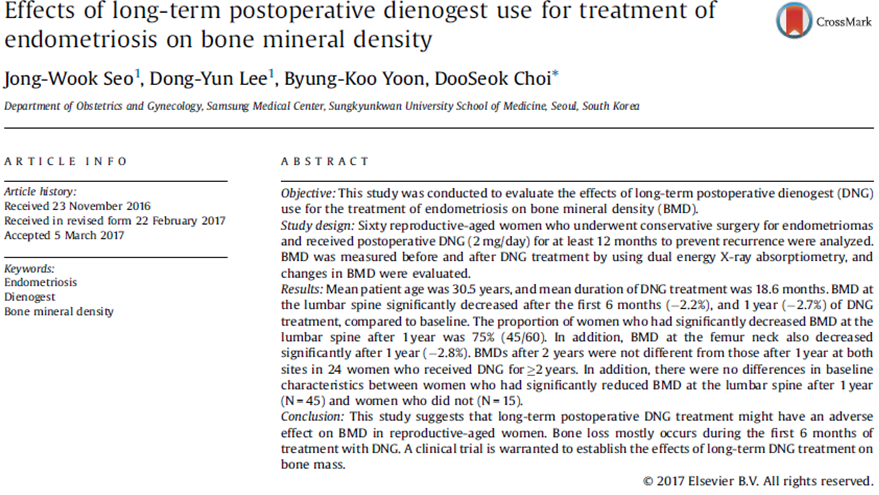 Effects of long-term postoperative dienogest use for treatment of
endometriosis on bone mineral density
CrossMark
Jong-Wook Seo1, Dong-Yun Lee1, Byung-Koo Yoon, DooSeok Choi*
Department of Obstetrics and Gynecology, Samsung Medical Center, Sungkyunkwan University School of Medicine, Seoul, South Korea
ARTICLE INFO
Article history:
Received 23 November 2016
Received in revised form 22 February 2017
Accepted 5 March 2017
Keywords:
Endometriosis
Dienogest
Bone mineral density
ABSTRACT
Objective: This study was conducted to evaluate the effects of long-term postoperative dienogest (DNG)
use for the treatment of endometriosis on bone mineral density (BMD).
Study design: Sixty reproductive-aged women who underwent conservative surgery for endometriomas
and received postoperative DNG (2 mg/day) for at least 12 months to prevent recurrence were analyzed.
BMD was measured before and after DNG treatment by using dual energy X-ray absorptiometry, and
changes in BMD were evaluated.
Results: Mean patient age was 30.5 years, and mean duration of DNG treatment was 18.6 months. BMD at
the lumbar spine significantly decreased after the first 6 months (−2.2%), and 1 year (−2.7%) of DNG
treatment, compared to baseline. The proportion of women who had significantly decreased BMD at the
lumbar spine after 1 year was 75% (45/60). In addition, BMD at the femur neck also decreased
significantly after 1 year (−2.8%). BMDs after 2 years were not different from those after 1 year at both
sites in 24 women who received DNG for ≥2 years. In addition, there were no differences in baseline
characteristics between women who had significantly reduced BMD at the lumbar spine after 1 year
(N = 45) and women who did not (N = 15).
Conclusion: This study suggests that long-term postoperative DNG treatment might have an adverse
effect on BMD in reproductive-aged women. Bone loss mostly occurs during the first 6 months of
treatment with DNG. A clinical trial is warranted to establish the effects of long-term DNG treatment on
bone mass.
© 2017 Elsevier B.V. All rights reserved.